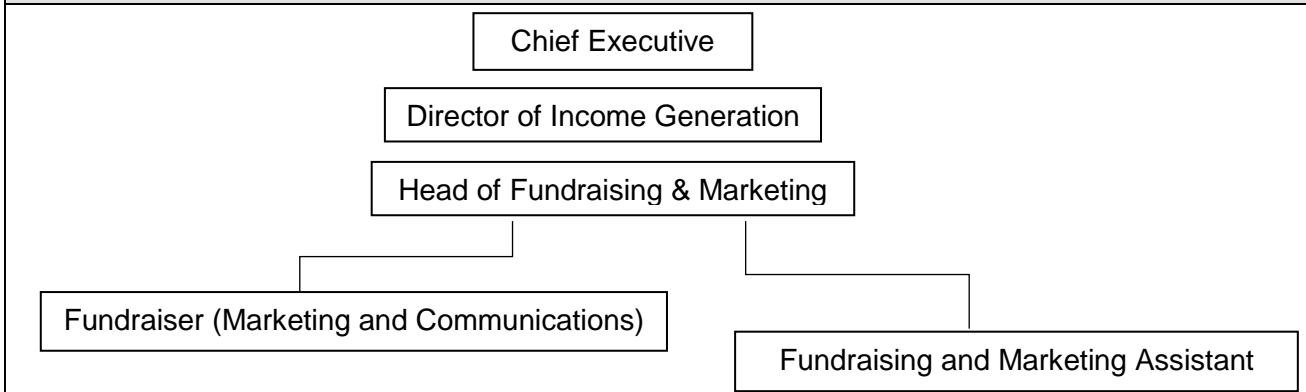 Chief Executive
Director of Income Generation
Head of Fundraising & Marketing
Fundraiser (Marketing and Communications)
Fundraising and Marketing Assistant